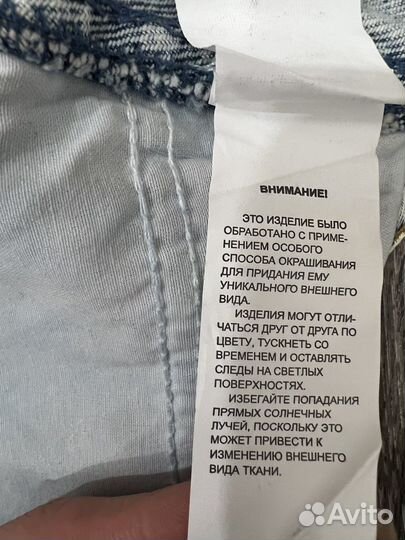 ВНИМАНИЕ!
ЭТО ИЗДЕЛИЕ БЫЛО
ОБРАБОТАНО С ПРИМЕ-
НЕНИЕМ ОСОБОГО
СПОСОБА ОКРАШИВАНИЯ
ДЛЯ ПРИДАНИЯ ЕМУ
УНИКАЛЬНОГО ВНЕШНЕГО
ВИДА.
ИЗДЕЛИЯ МОГУТ ОТЛИ-
ЧАТЬСЯ ДРУГ ОТ ДРУГА ПО
ЦВЕТУ, ТУСКНЕТЬ СО
ВРЕМЕНЕМ И ОСТАВЛЯТЬ
СЛЕДЫ НА СВЕТЛЫХ
ПОВЕРХНОСТЯХ.
ИЗБЕГАЙТЕ ПОПАДАНИЯ
ПРЯМЫХ СОЛНЕЧНЫХ
ЛУЧЕЙ, ПОСКОЛЬКУ ЭТО
МОЖЕТ ПРИВЕСТИ К
ИЗМЕНЕНИЮ ВНЕШНЕГО
ВИДА ТКАНИ.
Avito